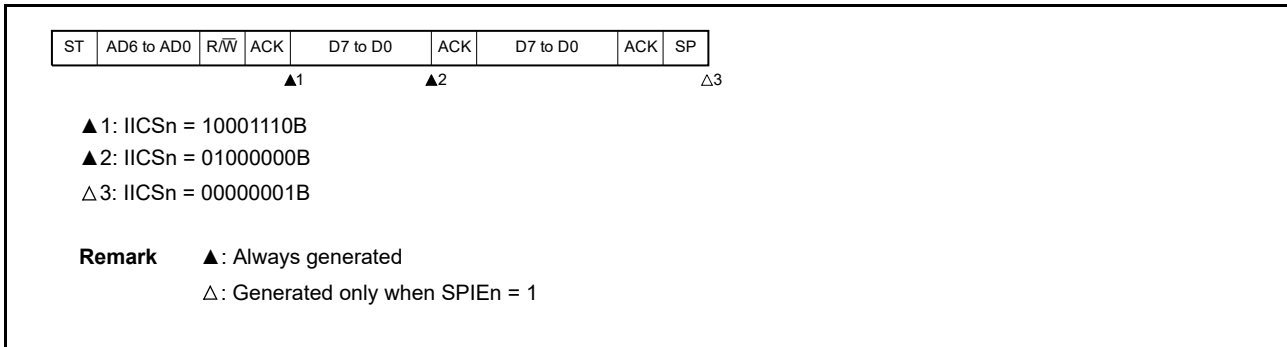 ST AD6 to AD0 R/W̅ ACK D7 to D0 ACK D7 to D0 ACK SP
▲1 ▲2 △3
▲1: IICSn = 10001110B
▲2: IICSn = 01000000B
△3: IICSn = 00000001B
Remark ▲: Always generated
△: Generated only when SPIEn = 1